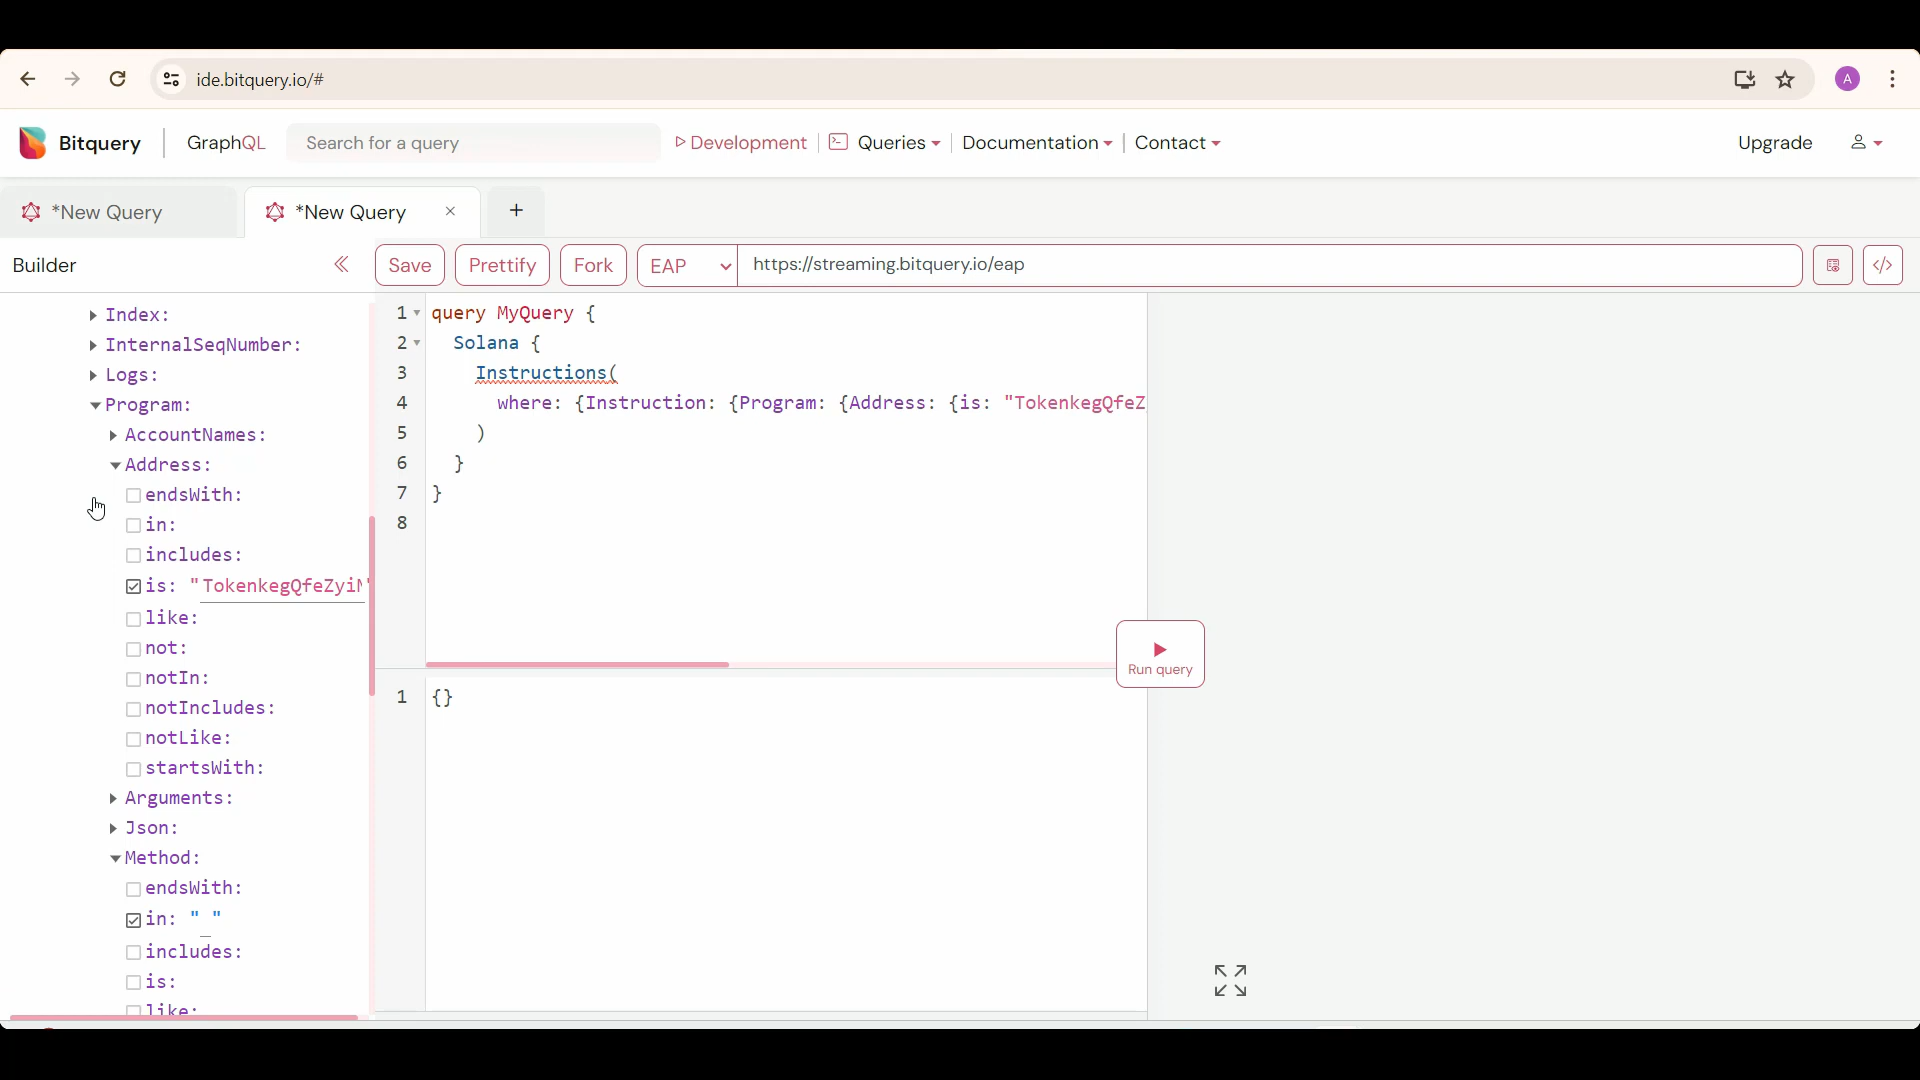 ide.bitquery.io/#
A
Bitquery
GraphQL
Search for a query
Development
Queries
Documentation
Contact
Upgrade
*New Query
*New Query
×
+
Builder
Save
Prettify
Fork
EAP
https://streaming.bitquery.io/eap
</>
Index:
InternalSeqNumber:
Logs:
Program:
AccountNames:
Address:
endsWith:
in:
includes:
is: "TokenkegQfeZyiN"
like:
not:
notIn:
notIncludes:
notLike:
startsWith:
Arguments:
Json:
Method:
endsWith:
in: "_"
includes:
is:
like:
1 query MyQuery {
2 Solana {
3 Instructions(
4 where: {Instruction: {Program: {Address: {is: "TokenkegQfeZ
5 )
6 }
7 }
8
Run query
1 {}